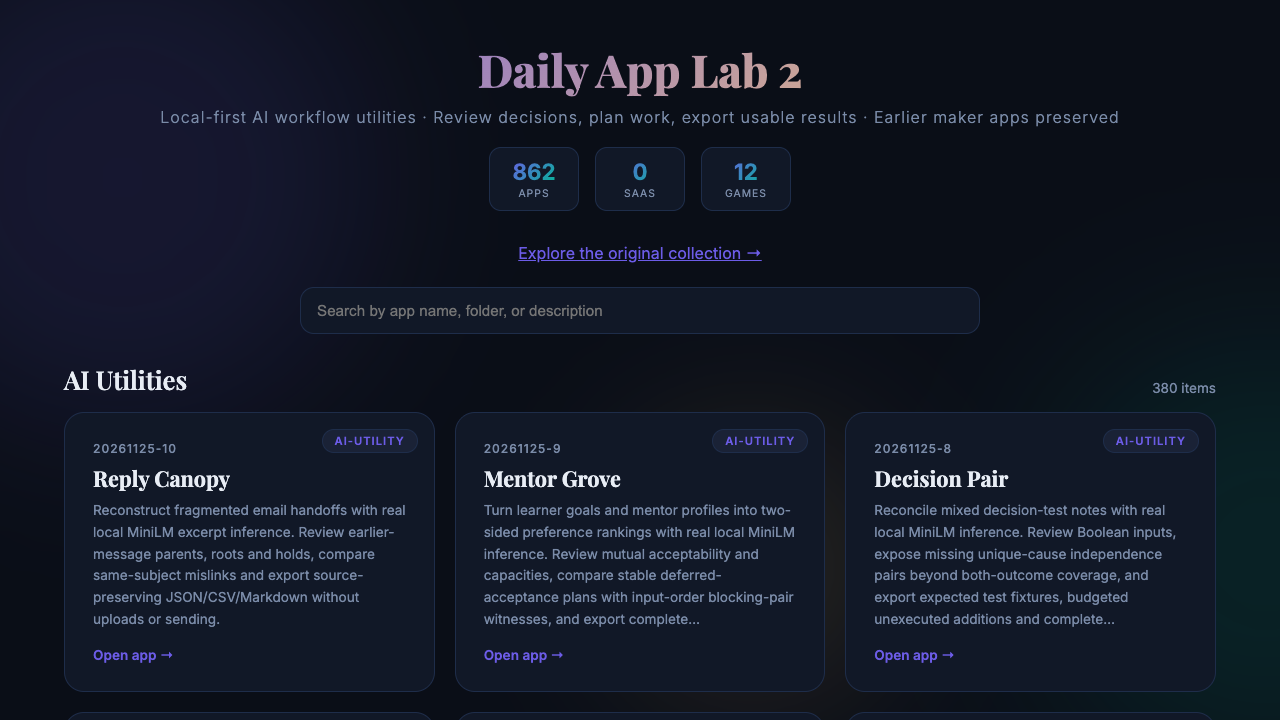 Daily App Lab 2
Local-first AI workflow utilities · Review decisions, plan work, export usable results · Earlier maker apps preserved
862
APPS
0
SAAS
12
GAMES
Explore the original collection →
Search by app name, folder, or description
AI Utilities
380 items
20261125-10
AI-UTILITY
Reply Canopy
Reconstruct fragmented email handoffs with real
local MiniLM excerpt inference. Review earlier-
message parents, roots and holds, compare
same-subject mislinks and export source-
preserving JSON/CSV/Markdown without
uploads or sending.
Open app →
20261125-9
AI-UTILITY
Mentor Grove
Turn learner goals and mentor profiles into two-
sided preference rankings with real local MiniLM
inference. Review mutual acceptability and
capacities, compare stable deferred-
acceptance plans with input-order blocking-pair
witnesses, and export complete...
Open app →
20261125-8
AI-UTILITY
Decision Pair
Reconcile mixed decision-test notes with real
local MiniLM inference. Review Boolean inputs,
expose missing unique-cause independence
pairs beyond both-outcome coverage, and
export expected test fixtures, budgeted
unexecuted additions and complete...
Open app →